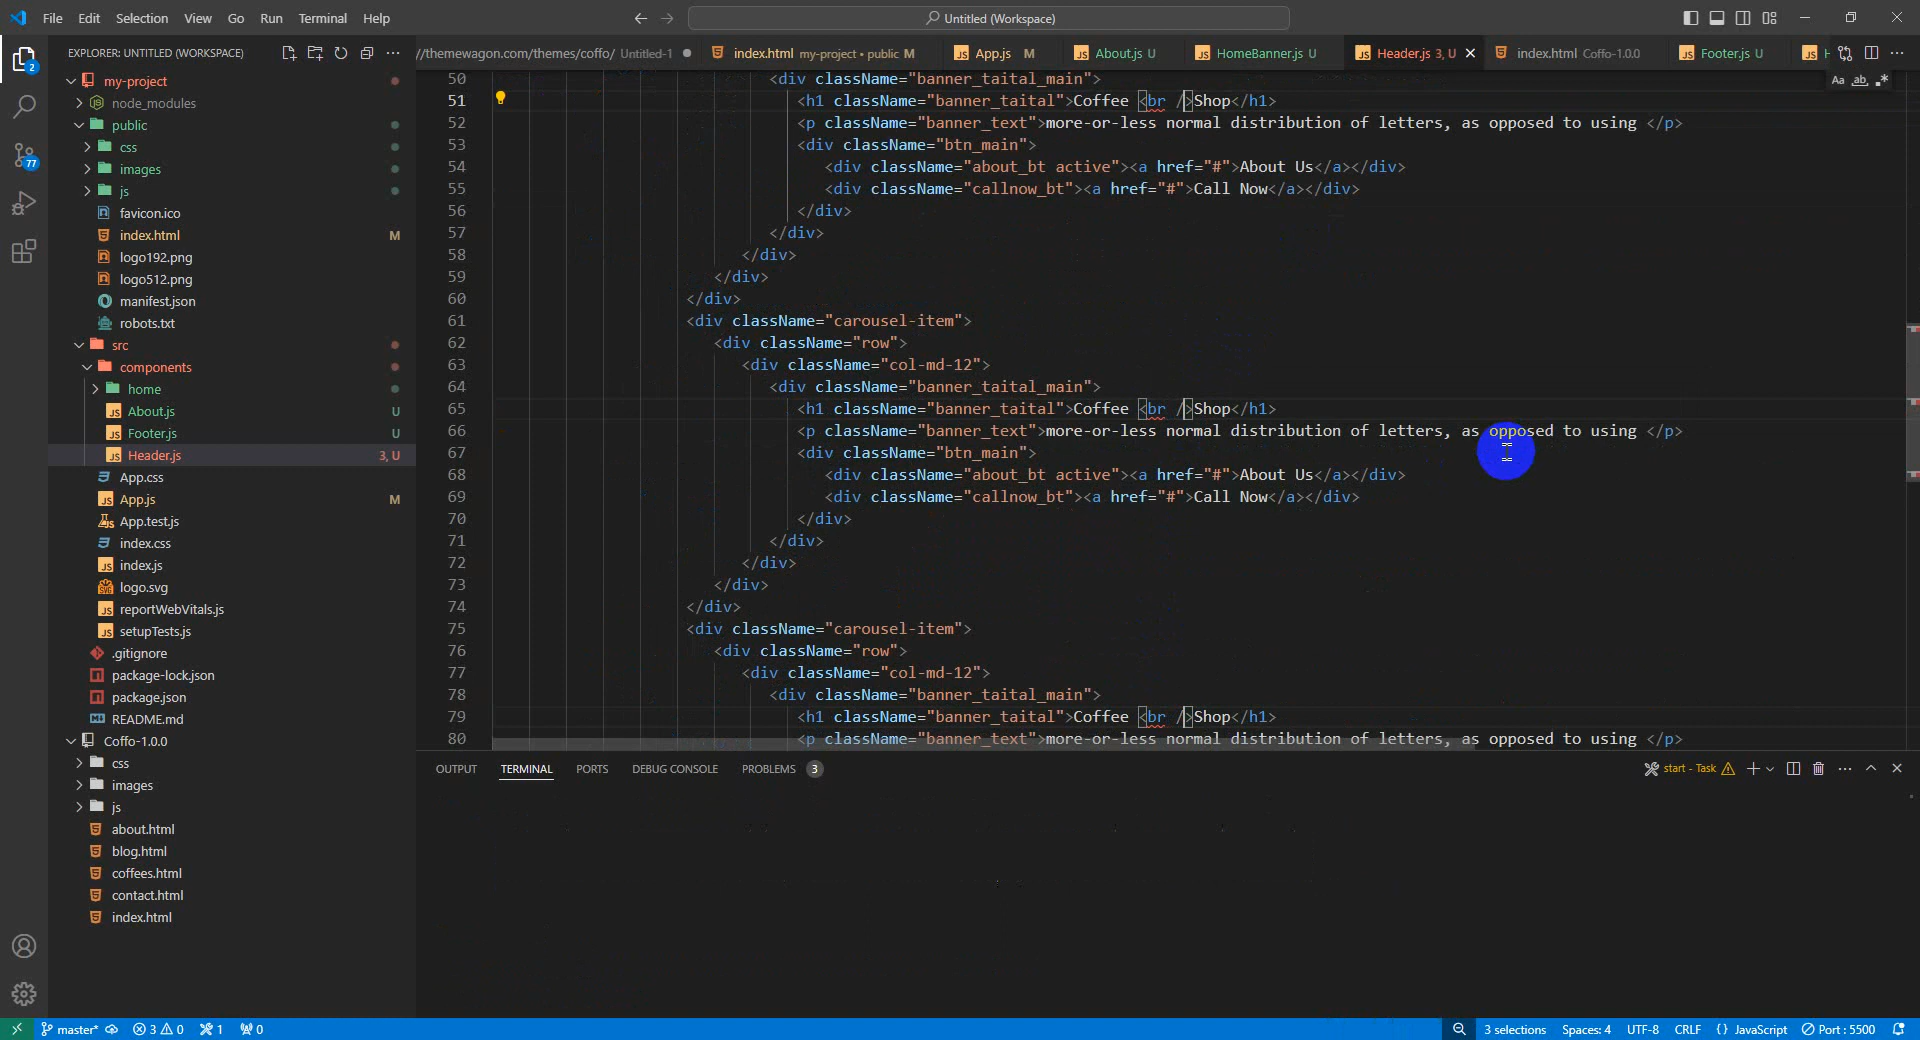 File Edit Selection View Go Run Terminal Help
Untitled (Workspace)
EXPLORER: UNTITLED (WORKSPACE)
//themewagon.com/themes/coffo/ Untitled-1
index.html my-project • public M
App.js M
About.js U
HomeBanner.js U
Header.js 3, U
index.html Coffo-1.0.0
Footer.js U
my-project
node_modules
public
css
images
js
favicon.ico
index.html M
logo192.png
logo512.png
manifest.json
robots.txt
src
components
home
About.js U
Footer.js U
Header.js 3, U
App.css
App.js M
App.test.js
index.css
index.js
logo.svg
reportWebVitals.js
setupTests.js
.gitignore
package-lock.json
package.json
README.md
Coffo-1.0.0
css
images
js
about.html
blog.html
coffees.html
contact.html
index.html
2
77
Aa ab
50 <div className="banner_taital_main">
51 <h1 className="banner_taital">Coffee <br />Shop</h1>
52 <p className="banner_text">more-or-less normal distribution of letters, as opposed to using </p>
53 <div className="btn_main">
54 <div className="about_bt active"><a href="#">About Us</a></div>
55 <div className="callnow_bt"><a href="#">Call Now</a></div>
56 </div>
57 </div>
58 </div>
59 </div>
60 </div>
61 <div className="carousel-item">
62 <div className="row">
63 <div className="col-md-12">
64 <div className="banner_taital_main">
65 <h1 className="banner_taital">Coffee <br />Shop</h1>
66 <p className="banner_text">more-or-less normal distribution of letters, as opposed to using </p>
67 <div className="btn_main">
68 <div className="about_bt active"><a href="#">About Us</a></div>
69 <div className="callnow_bt"><a href="#">Call Now</a></div>
70 </div>
71 </div>
72 </div>
73 </div>
74 </div>
75 <div className="carousel-item">
76 <div className="row">
77 <div className="col-md-12">
78 <div className="banner_taital_main">
79 <h1 className="banner_taital">Coffee <br />Shop</h1>
80 <p className="banner_text">more-or-less normal distribution of letters, as opposed to using </p>
OUTPUT TERMINAL PORTS DEBUG CONSOLE PROBLEMS 3
start - Task
master* 3 0 1 0
3 selections Spaces: 4 UTF-8 CRLF {} JavaScript Port : 5500